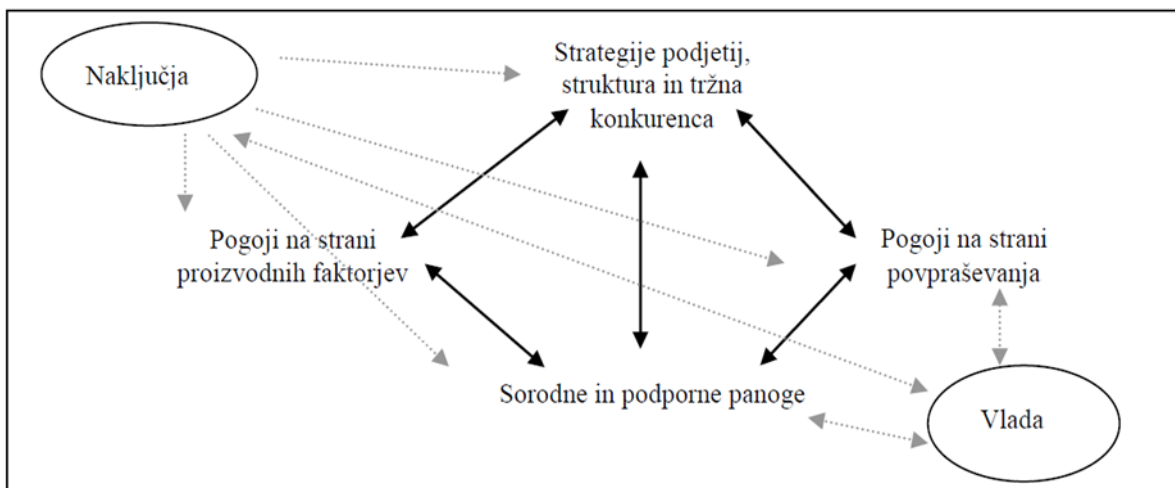 Naključja
Strategije podjetij,
struktura in tržna
konkurenca
Pogoji na strani
proizvodnih faktorjev
Pogoji na strani
povpraševanja
Sorodne in podporne panoge
Vlada